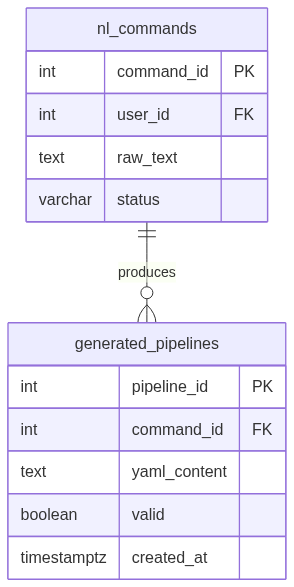 nl_commands
int command_id PK
int user_id FK
text raw_text
varchar status
produces
generated_pipelines
int pipeline_id PK
int command_id FK
text yaml_content
boolean valid
timestamptz created_at